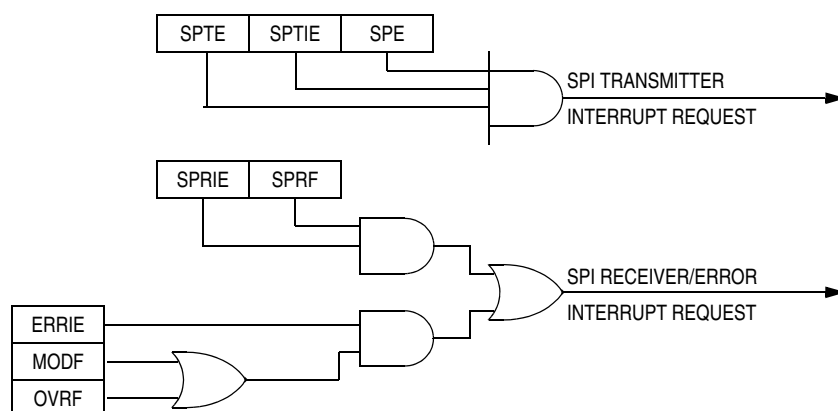 SPTE SPTIE SPE
SPI TRANSMITTER
INTERRUPT REQUEST
SPRIE SPRF
SPI RECEIVER/ERROR
INTERRUPT REQUEST
ERRIE
MODF
OVRF